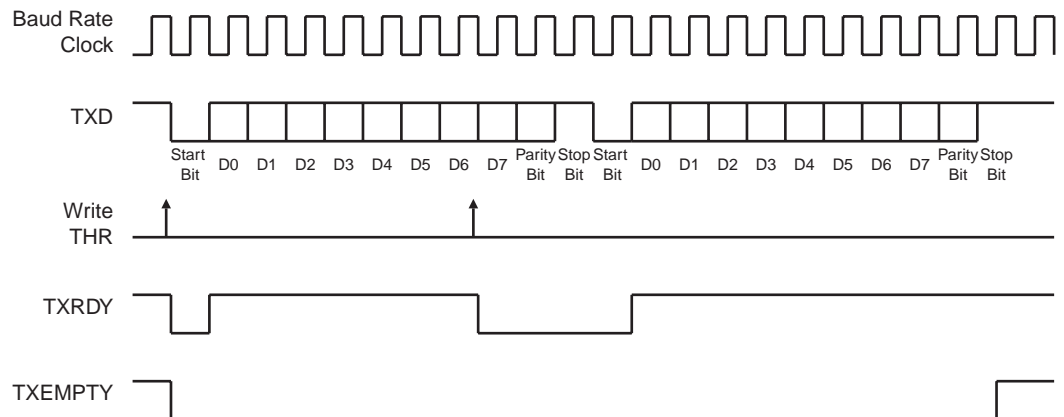 Baud Rate
Clock
TXD
Start
Bit
D0
D1
D2
D3
D4
D5
D6
D7
Parity
Bit
Stop
Bit
Start
Bit
D0
D1
D2
D3
D4
D5
D6
D7
Parity
Bit
Stop
Bit
Write
THR
TXRDY
TXEMPTY